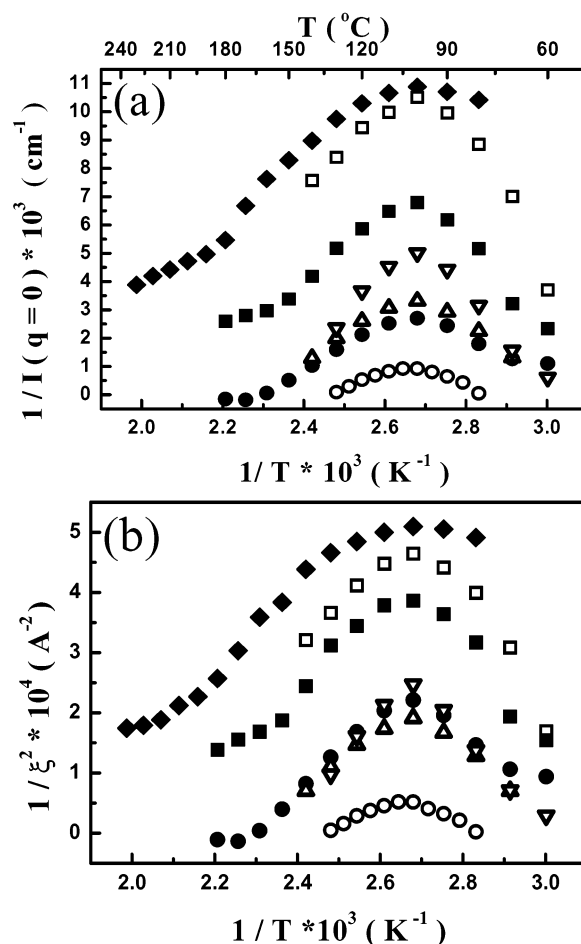 T ( °C )
240 210 180 150 120 90 60
(a)
11
10
9
8
7
6
5
4
3
2
1
0
1 / I ( q = 0 ) * 10³ ( cm⁻¹ )
2.0 2.2 2.4 2.6 2.8 3.0
1/ T * 10³ ( K⁻¹ )
(b)
5
4
3
2
1
0
1 / ξ² * 10⁴ ( A⁻² )
2.0 2.2 2.4 2.6 2.8 3.0
1/ T *10³ ( K⁻¹ )